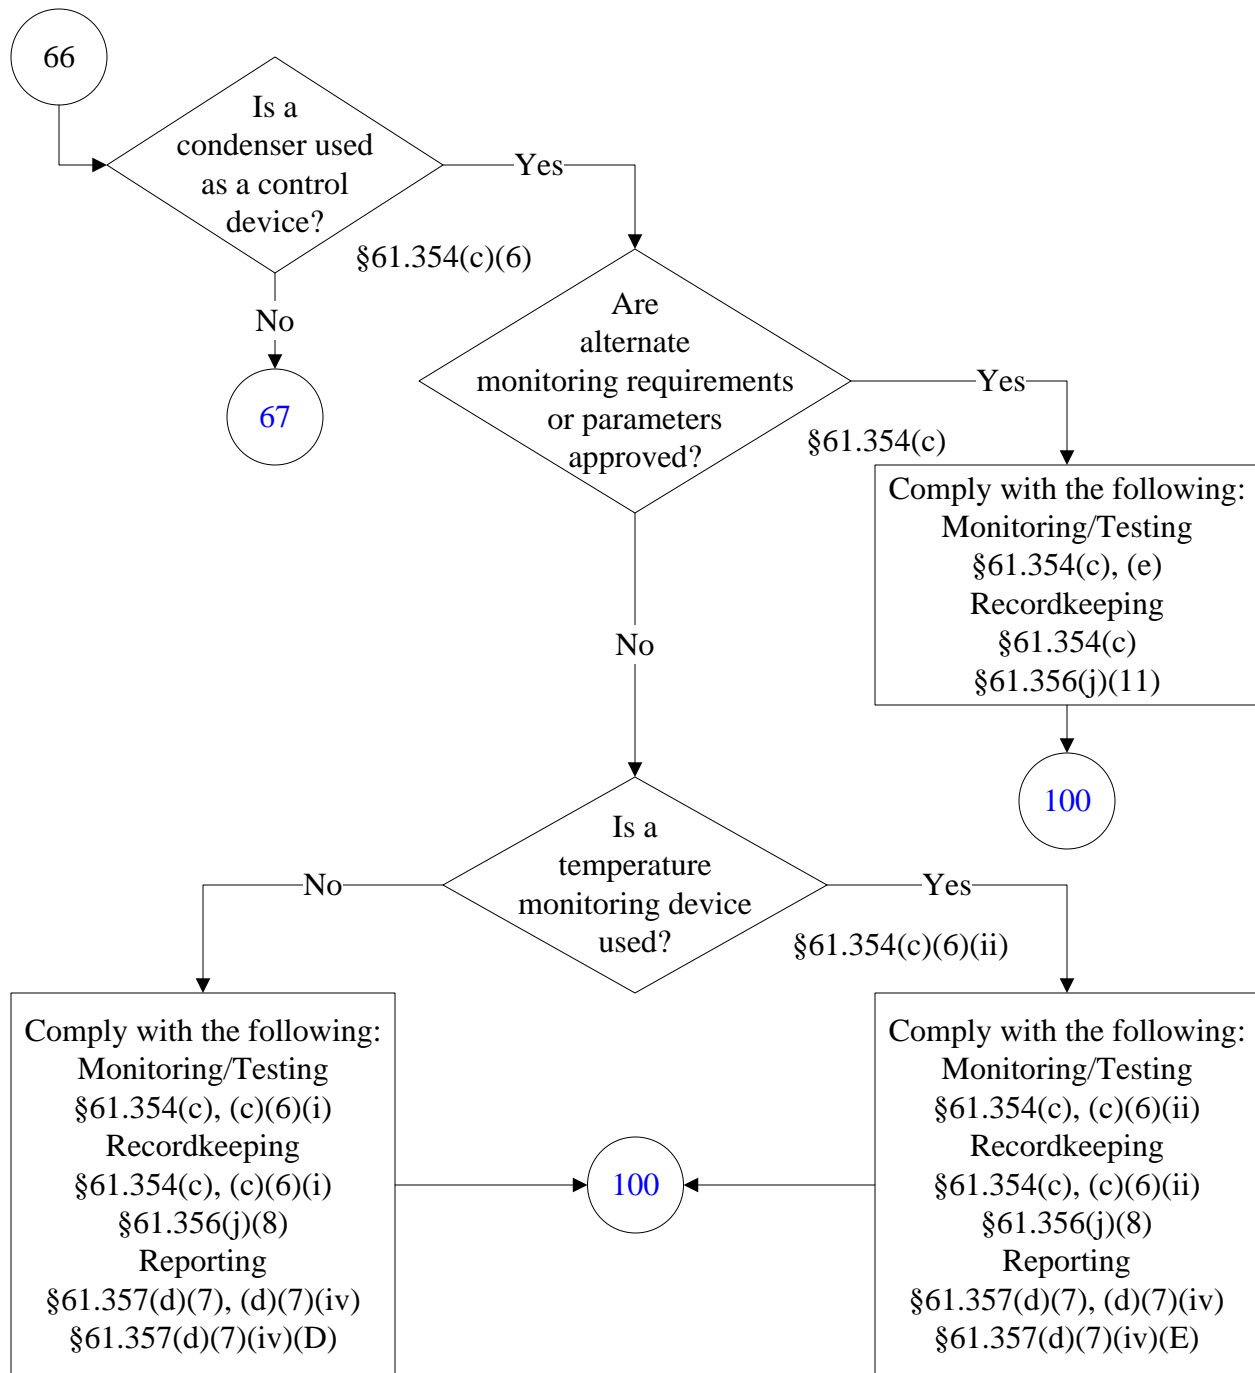 66
Is a
condenser used
as a control
device?
Yes
§61.354(c)(6)
No
67
Are
alternate
monitoring requirements
or parameters
approved?
Yes
§61.354(c)
Comply with the following:
Monitoring/Testing
§61.354(c), (e)
Recordkeeping
§61.354(c)
§61.356(j)(11)
100
No
Is a
temperature
monitoring device
used?
No
Yes
§61.354(c)(6)(ii)
Comply with the following:
Monitoring/Testing
§61.354(c), (c)(6)(i)
Recordkeeping
§61.354(c), (c)(6)(i)
§61.356(j)(8)
Reporting
§61.357(d)(7), (d)(7)(iv)
§61.357(d)(7)(iv)(D)
100
Comply with the following:
Monitoring/Testing
§61.354(c), (c)(6)(ii)
Recordkeeping
§61.354(c), (c)(6)(ii)
§61.356(j)(8)
Reporting
§61.357(d)(7), (d)(7)(iv)
§61.357(d)(7)(iv)(E)